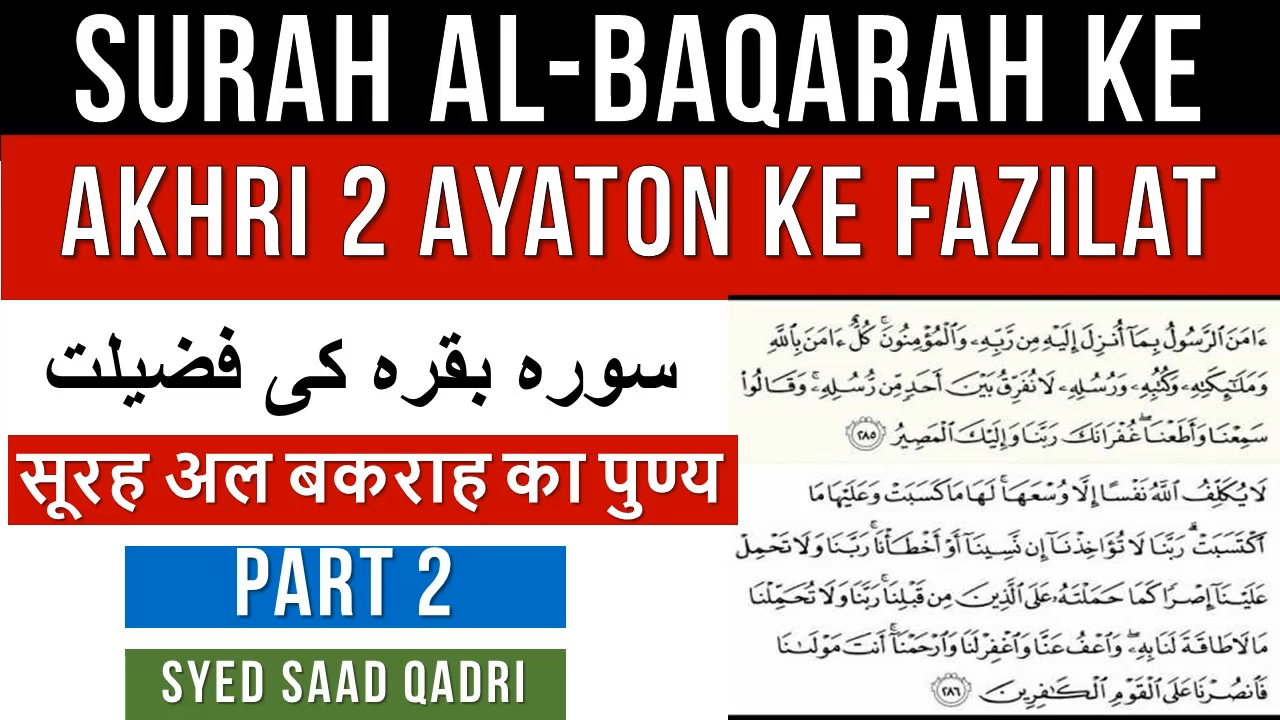 SURAH AL-BAQARAH KE
AKHRI 2 AYATON KE FAZILAT
سورہ بقرہ کی فضیلت
सूरह अल बकराह का पुण्य
PART 2
SYED SAAD QADRI
ءَامَنَ ٱلرَّسُولُ بِمَآ أُنزِلَ إِلَيْهِ مِن رَّبِّهِۦ وَٱلْمُؤْمِنُونَ ۚ كُلٌّ ءَامَنَ بِٱللَّهِ
وَمَلَـٰٓئِكَتِهِۦ وَكُتُبِهِۦ وَرُسُلِهِۦ لَا نُفَرِّقُ بَيْنَ أَحَدٍ مِّن رُّسُلِهِۦ ۚ وَقَالُوا۟
سَمِعْنَا وَأَطَعْنَا ۖ غُفْرَانَكَ رَبَّنَا وَإِلَيْكَ ٱلْمَصِيرُ ٢٨٥
لَا يُكَلِّفُ ٱللَّهُ نَفْسًا إِلَّا وُسْعَهَا ۚ لَهَا مَا كَسَبَتْ وَعَلَيْهَا مَا
ٱكْتَسَبَتْ ۗ رَبَّنَا لَا تُؤَاخِذْنَآ إِن نَّسِينَآ أَوْ أَخْطَأْنَا ۚ رَبَّنَا وَلَا تَحْمِلْ
عَلَيْنَآ إِصْرًا كَمَا حَمَلْتَهُۥ عَلَى ٱلَّذِينَ مِن قَبْلِنَا ۚ رَبَّنَا وَلَا تُحَمِّلْنَا
مَا لَا طَاقَةَ لَنَا بِهِۦ ۖ وَٱعْفُ عَنَّا وَٱغْفِرْ لَنَا وَٱرْحَمْنَآ ۚ أَنتَ مَوْلَىٰنَا
فَٱنصُرْنَا عَلَى ٱلْقَوْمِ ٱلْكَـٰفِرِينَ ٢٨٦